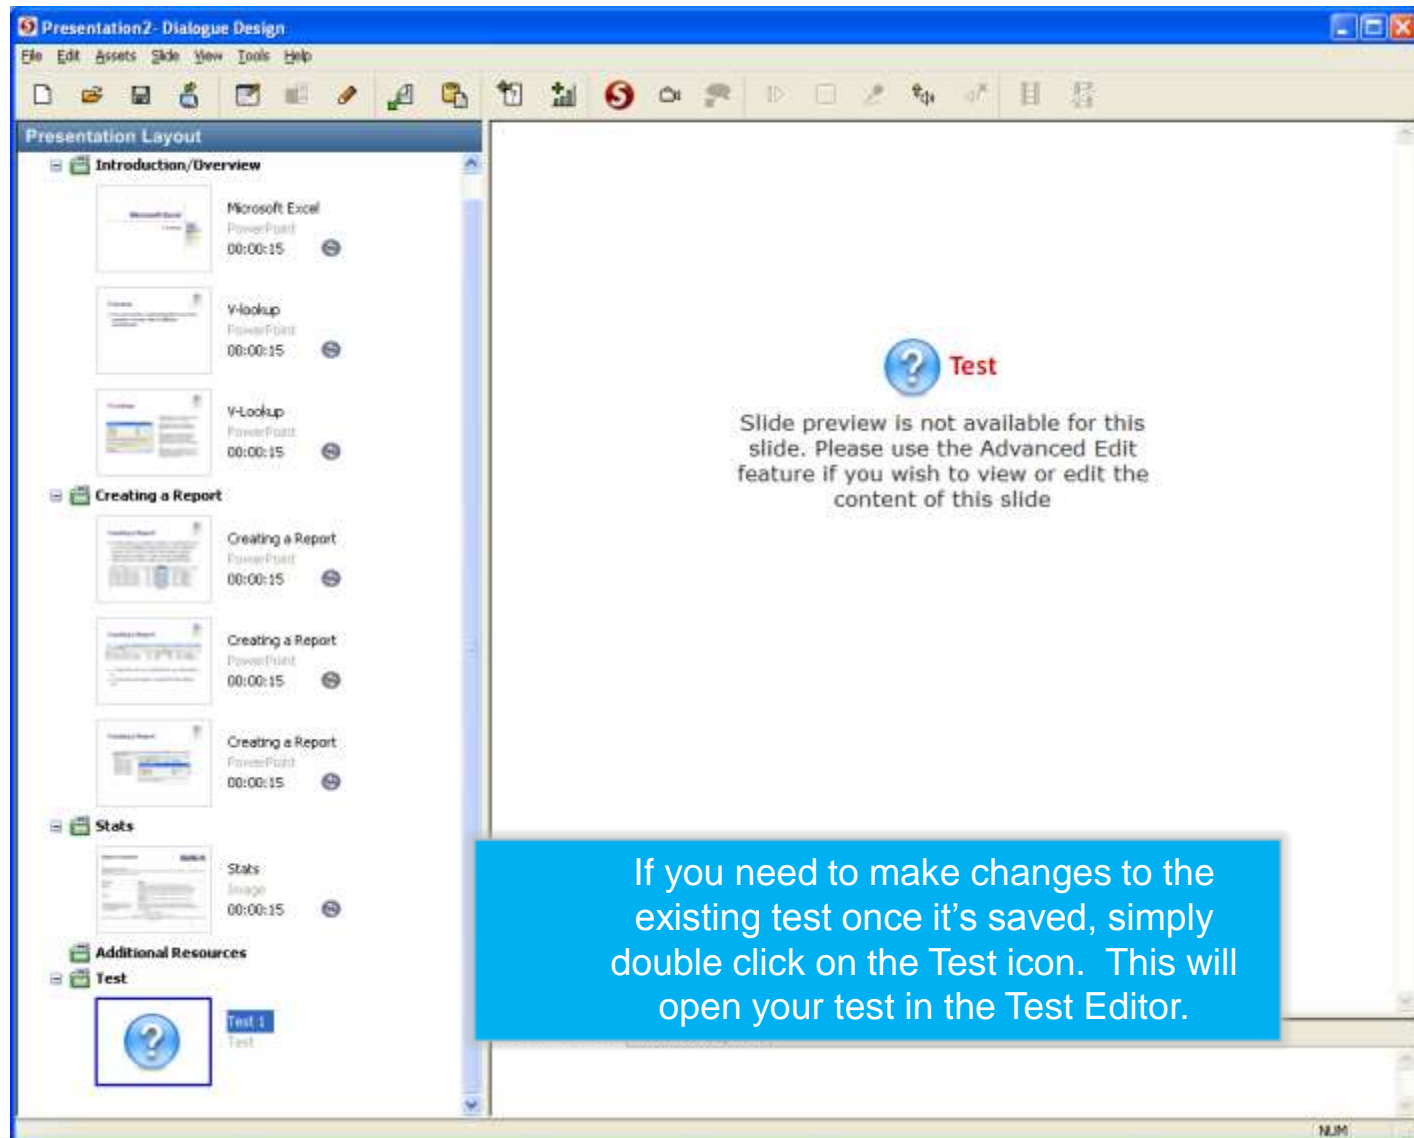 Presentation2- Dialogue Design
File Edit Assets Slide View Tools Help
Presentation Layout
Introduction/Overview
Microsoft Excel
PowerPoint
00:00:15
V-lookup
PowerPoint
00:00:15
V-Lookup
PowerPoint
00:00:15
Creating a Report
Creating a Report
PowerPoint
00:00:15
Creating a Report
PowerPoint
00:00:15
Creating a Report
PowerPoint
00:00:15
Stats
Stats
Image
00:00:15
Additional Resources
Test
Test 1
Test
Test
Slide preview is not available for this
slide. Please use the Advanced Edit
feature if you wish to view or edit the
content of this slide
If you need to make changes to the
existing test once it’s saved, simply
double click on the Test icon. This will
open your test in the Test Editor.
NUM